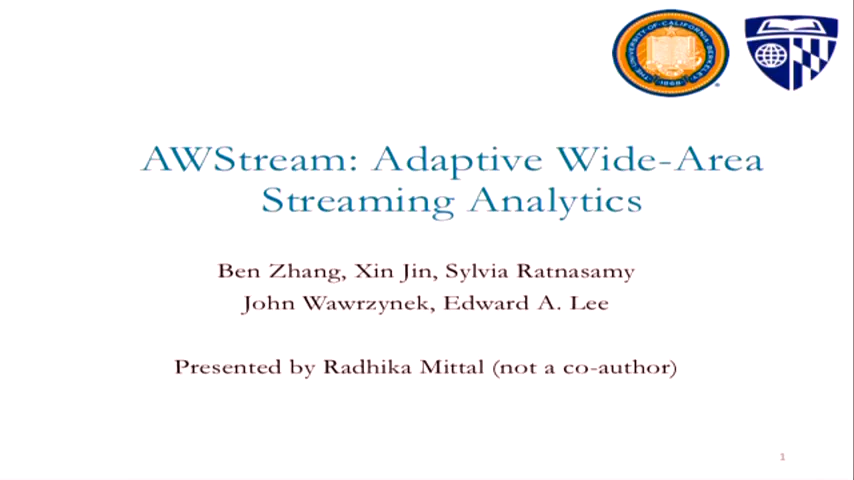 AWStream: Adaptive Wide-Area
Streaming Analytics
Ben Zhang, Xin Jin, Sylvia Ratnasamy
John Wawrzynek, Edward A. Lee
Presented by Radhika Mittal (not a co-author)
1